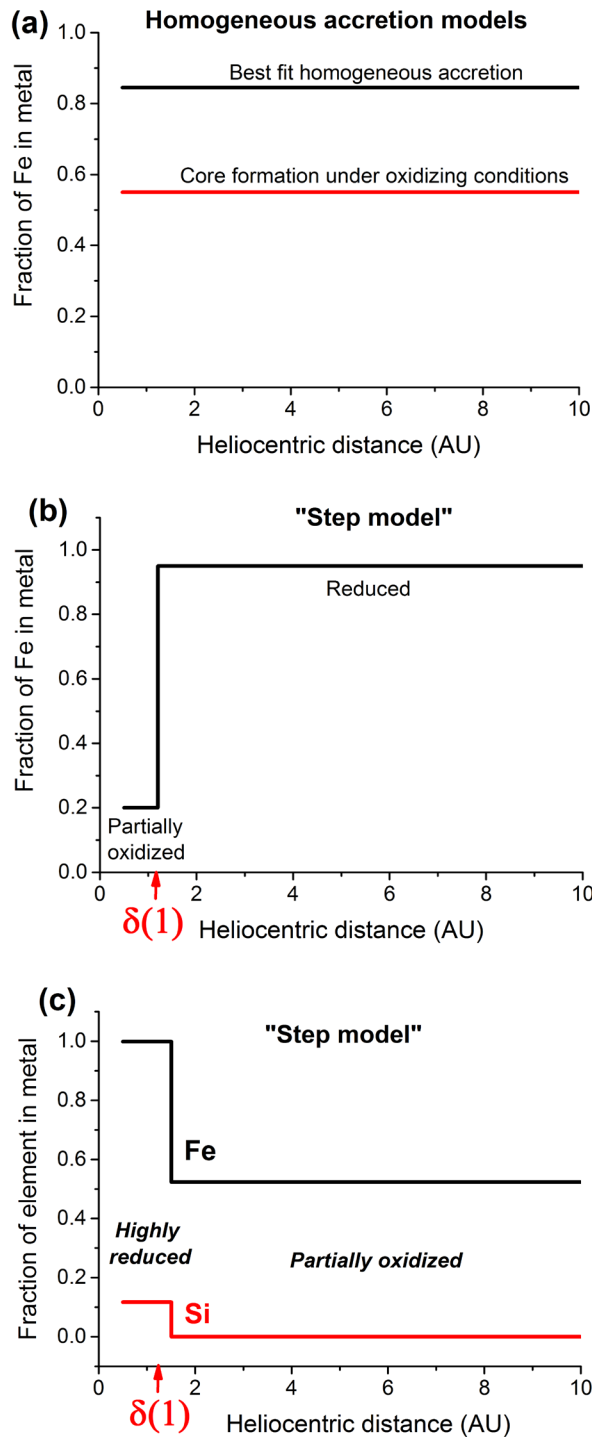 (a)
Homogeneous accretion models
1.0
Best fit homogeneous accretion
0.8
Core formation under oxidizing conditions
0.6
0.4
0.2
0.0
Fraction of Fe in metal
0 2 4 6 8 10
Heliocentric distance (AU)
(b)
"Step model"
1.0
Reduced
0.8
0.6
0.4
0.2
Partially
oxidized
0.0
Fraction of Fe in metal
0 2 4 6 8 10
δ(1)
Heliocentric distance (AU)
(c)
"Step model"
1.0
0.8
Fe
0.6
0.4
Highly
reduced
Partially oxidized
0.2
Si
0.0
Fraction of element in metal
0 2 4 6 8 10
δ(1)
Heliocentric distance (AU)